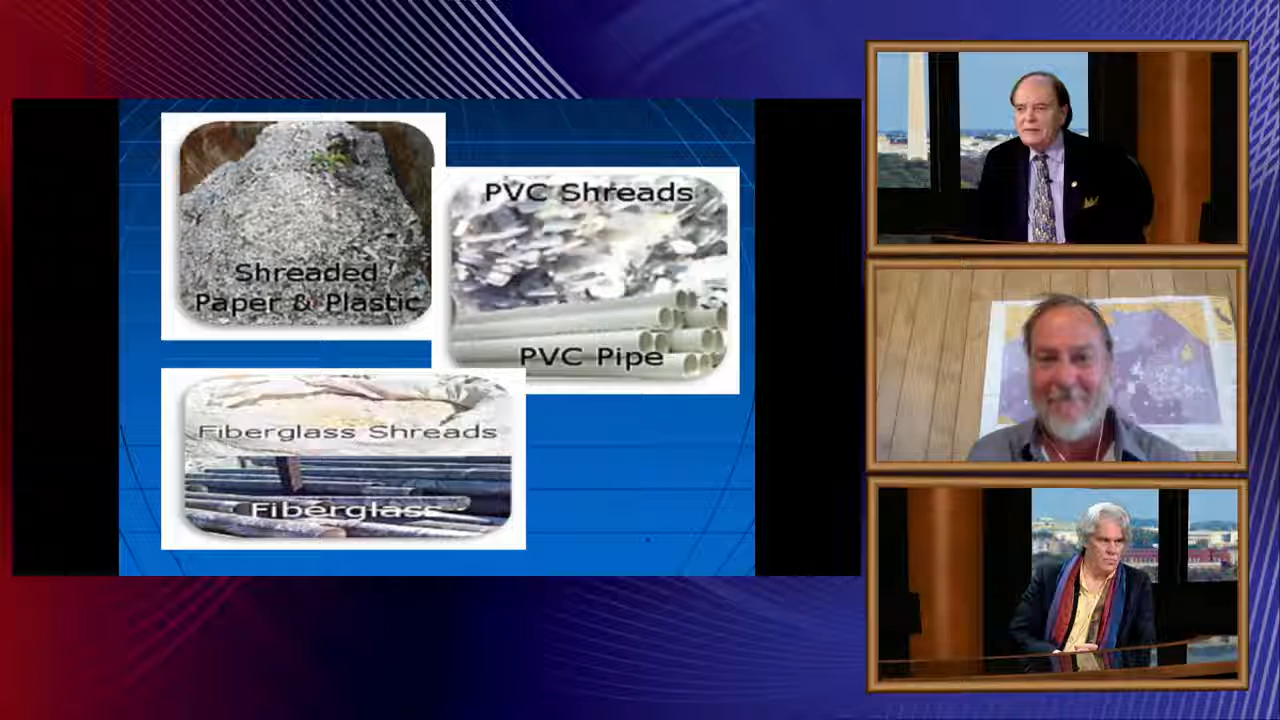 Shreaded
Paper & Plastic
PVC Shreads
PVC Pipe
Fiberglass Shreads
Fiberglass